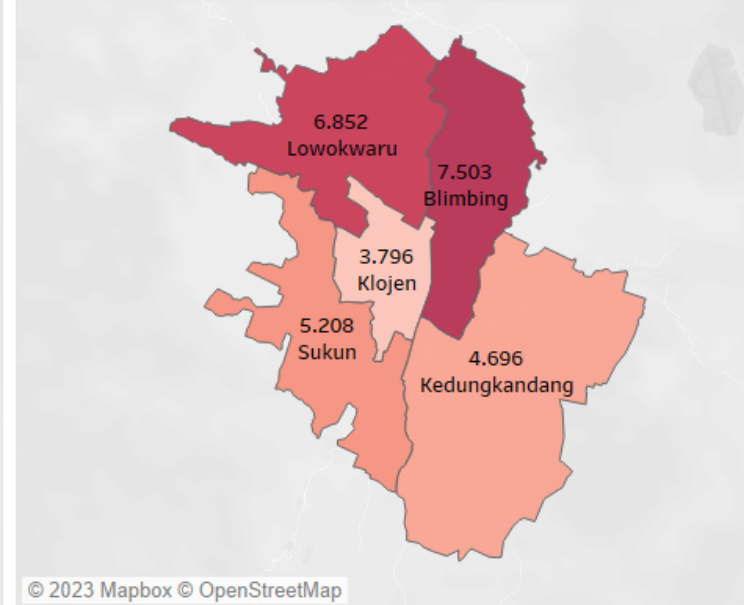 6.852
Lowokwaru
7.503
Blimbing
3.796
Klojen
5.208
Sukun
4.696
Kedungkandang
© 2023 Mapbox © OpenStreetMap